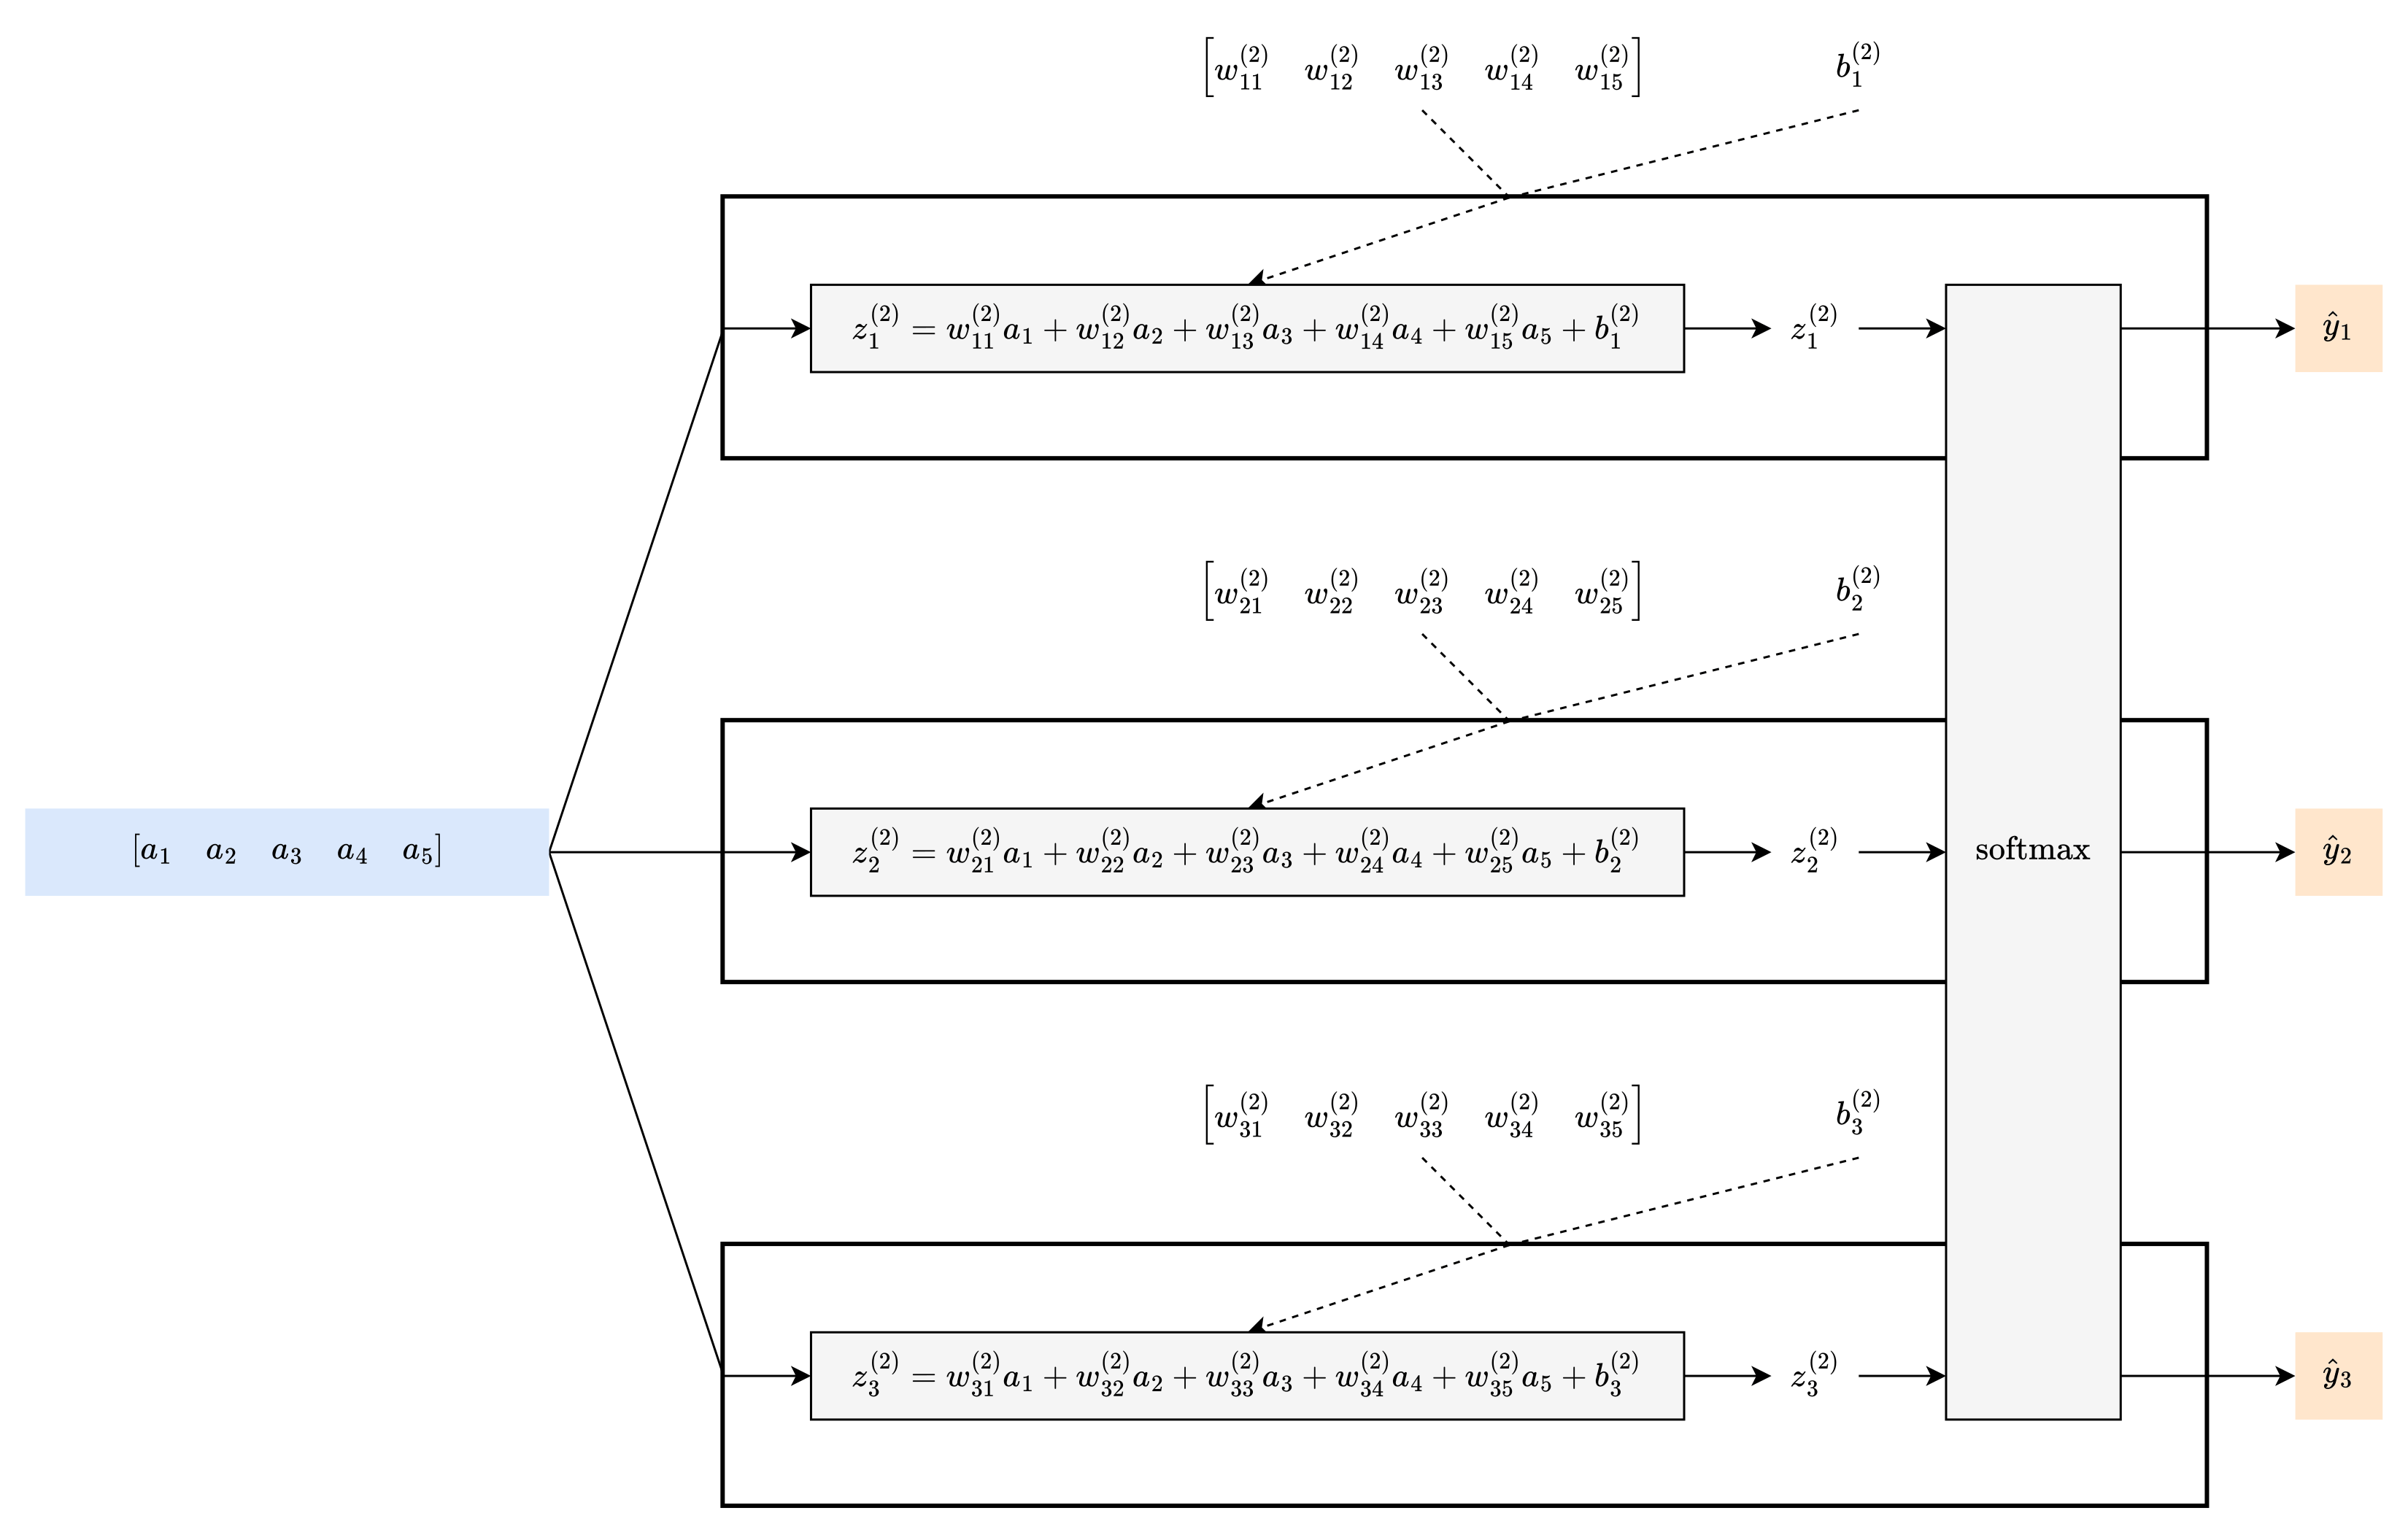 [w_{11}^{(2)} w_{12}^{(2)} w_{13}^{(2)} w_{14}^{(2)} w_{15}^{(2)}] b_1^{(2)}
z_1^{(2)} = w_{11}^{(2)}a_1 + w_{12}^{(2)}a_2 + w_{13}^{(2)}a_3 + w_{14}^{(2)}a_4 + w_{15}^{(2)}a_5 + b_1^{(2)} z_1^{(2)} ŷ_1
[w_{21}^{(2)} w_{22}^{(2)} w_{23}^{(2)} w_{24}^{(2)} w_{25}^{(2)}] b_2^{(2)}
[a_1 a_2 a_3 a_4 a_5] z_2^{(2)} = w_{21}^{(2)}a_1 + w_{22}^{(2)}a_2 + w_{23}^{(2)}a_3 + w_{24}^{(2)}a_4 + w_{25}^{(2)}a_5 + b_2^{(2)} z_2^{(2)} softmax ŷ_2
[w_{31}^{(2)} w_{32}^{(2)} w_{33}^{(2)} w_{34}^{(2)} w_{35}^{(2)}] b_3^{(2)}
z_3^{(2)} = w_{31}^{(2)}a_1 + w_{32}^{(2)}a_2 + w_{33}^{(2)}a_3 + w_{34}^{(2)}a_4 + w_{35}^{(2)}a_5 + b_3^{(2)} z_3^{(2)} ŷ_3